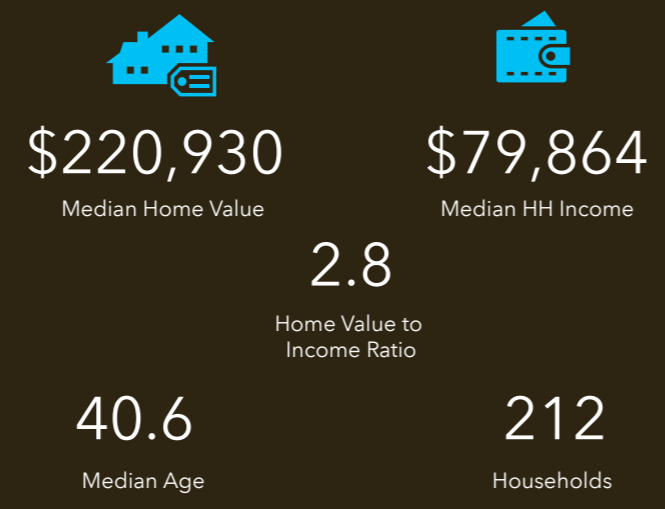 $220,930
Median Home Value
$79,864
Median HH Income
2.8
Home Value to
Income Ratio
40.6
Median Age
212
Households